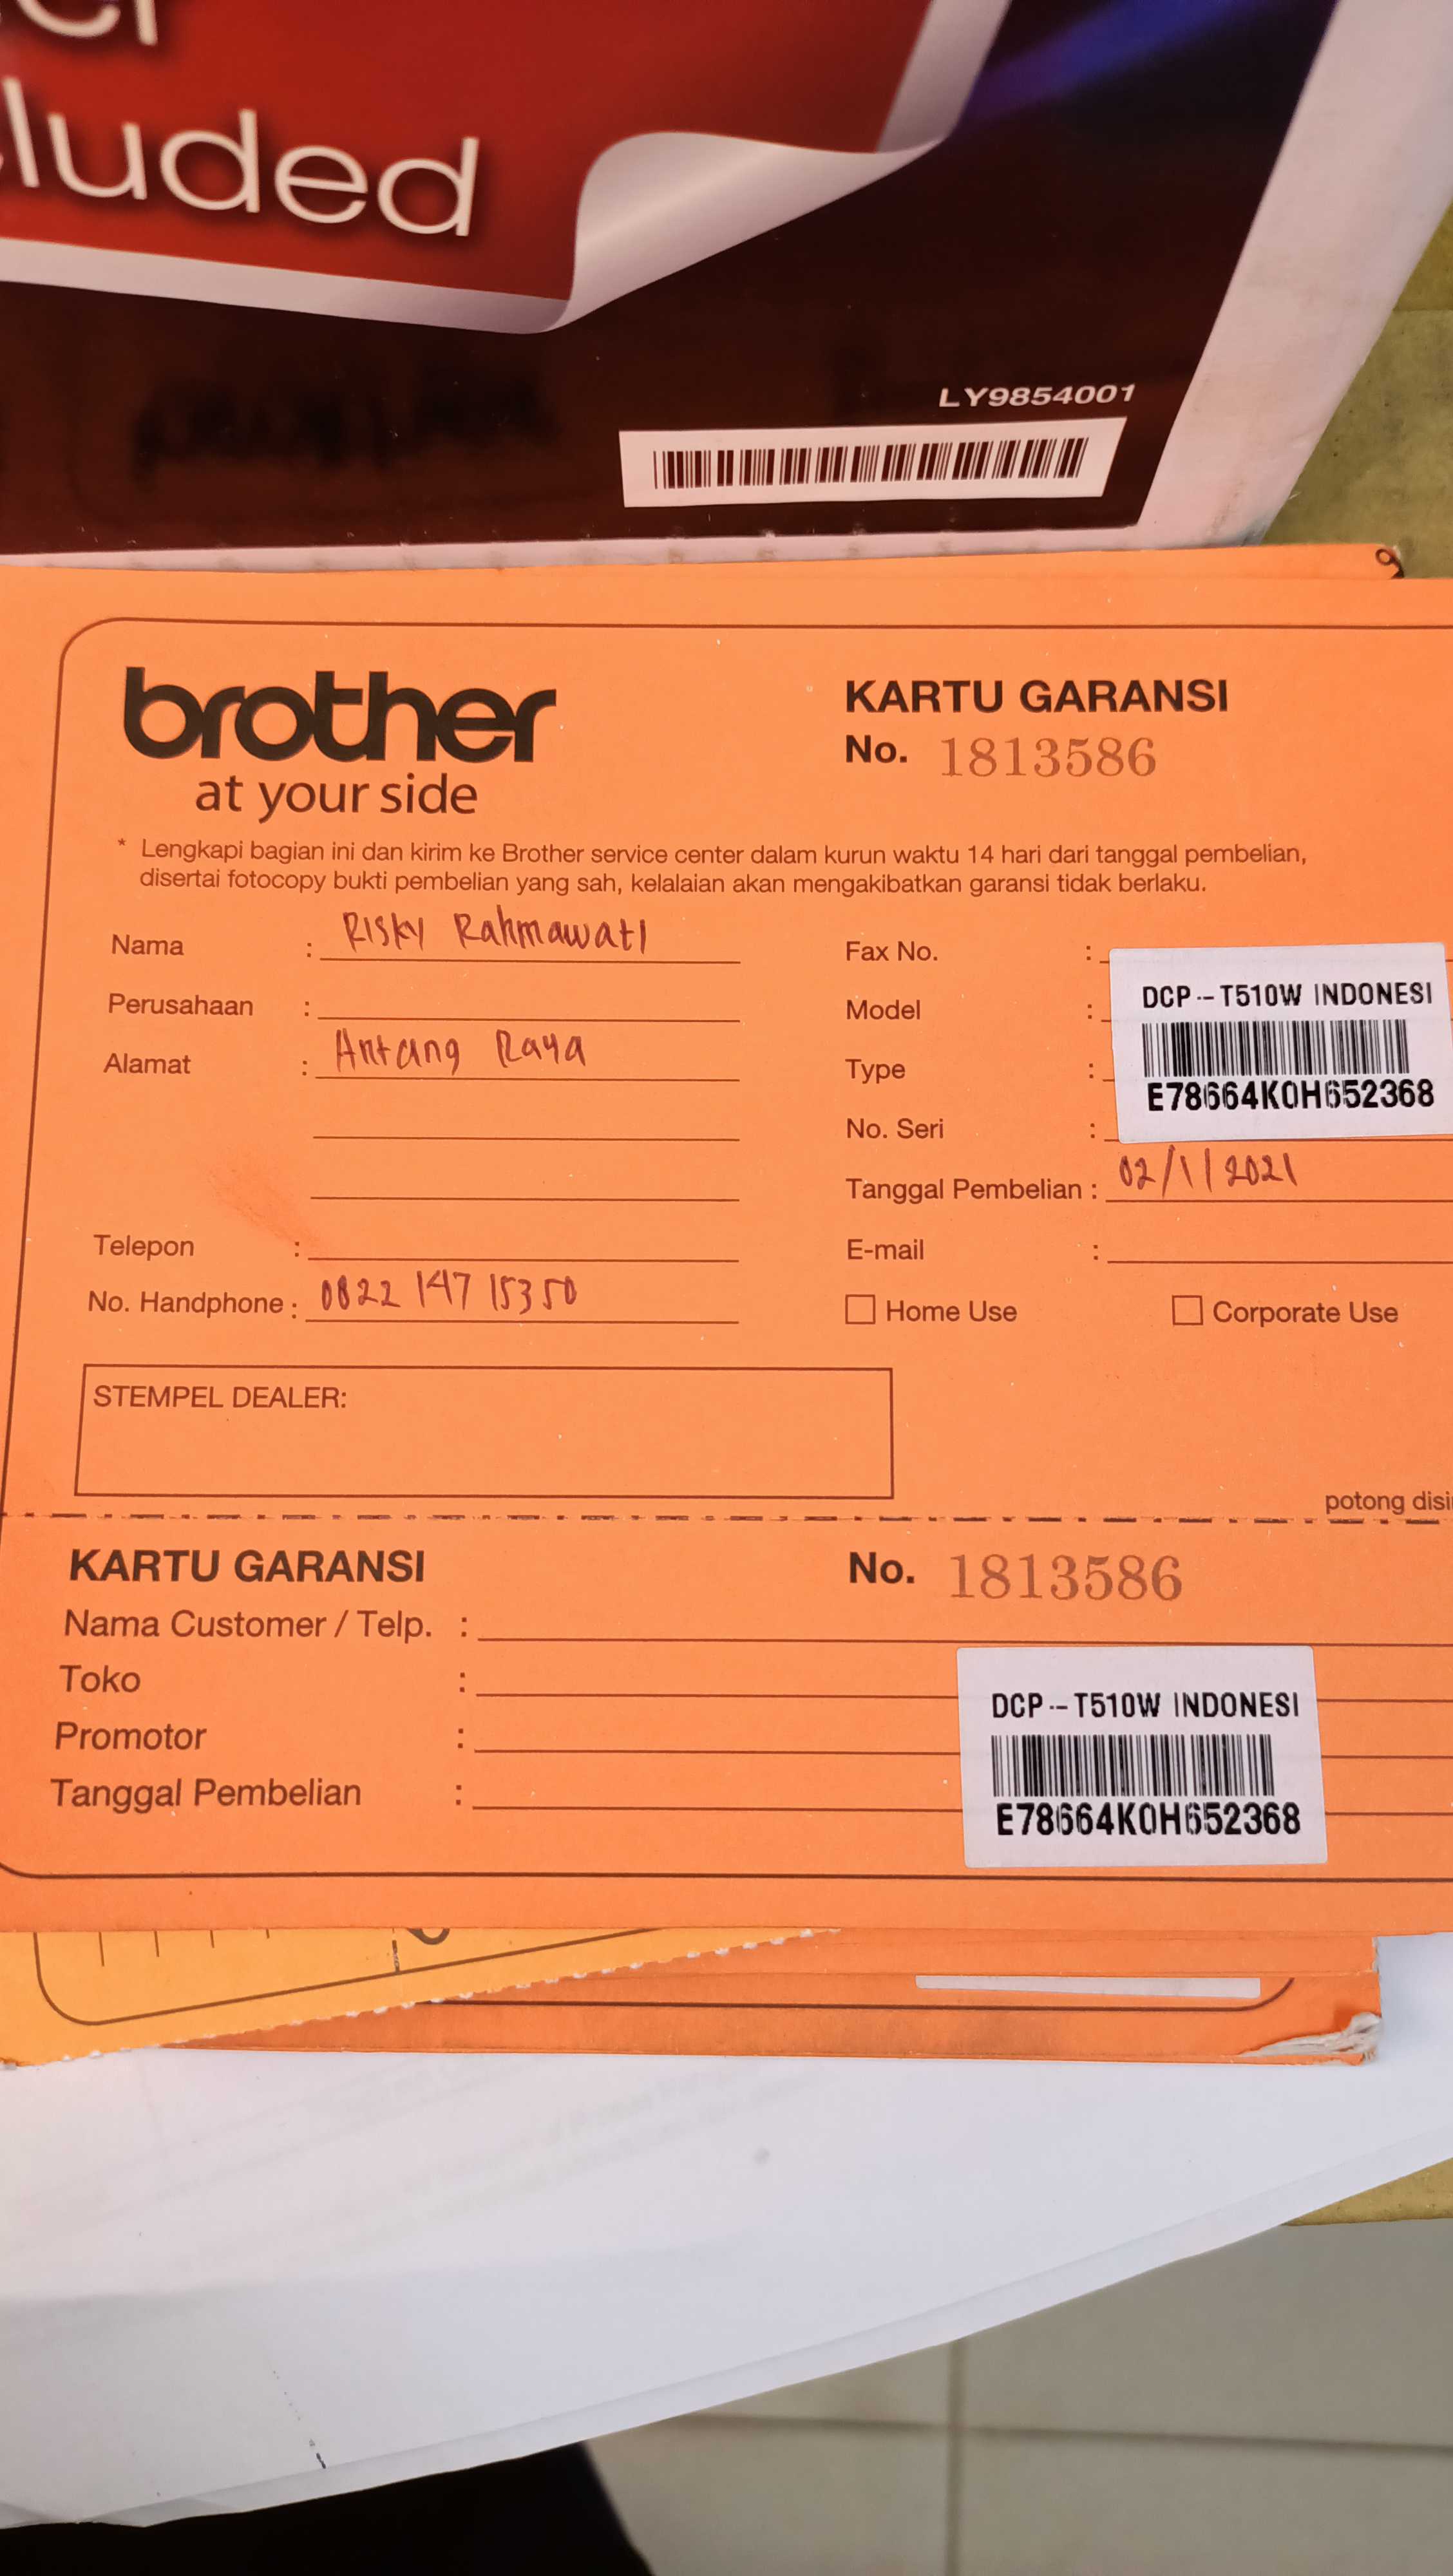 luded
LY9854001
brother
at your side
KARTU GARANSI
No. 1813586
* Lengkapi bagian ini dan kirim ke Brother service center dalam kurun waktu 14 hari dari tanggal pembelian,
disertai fotocopy bukti pembelian yang sah, kelalaian akan mengakibatkan garansi tidak berlaku.
Nama : Risky Rahmawati
Perusahaan :
Alamat : Antang Raya
Telepon :
No. Handphone : 0822 147 15350
Fax No. :
Model :
Type :
No. Seri :
DCP--T510W INDONESI
E78664K0H652368
Tanggal Pembelian : 02/1/2021
E-mail :
Home Use
Corporate Use
STEMPEL DEALER:
potong disi
KARTU GARANSI
No. 1813586
Nama Customer / Telp. :
Toko :
Promotor :
Tanggal Pembelian :
DCP--T510W INDONESI
E78664K0H652368